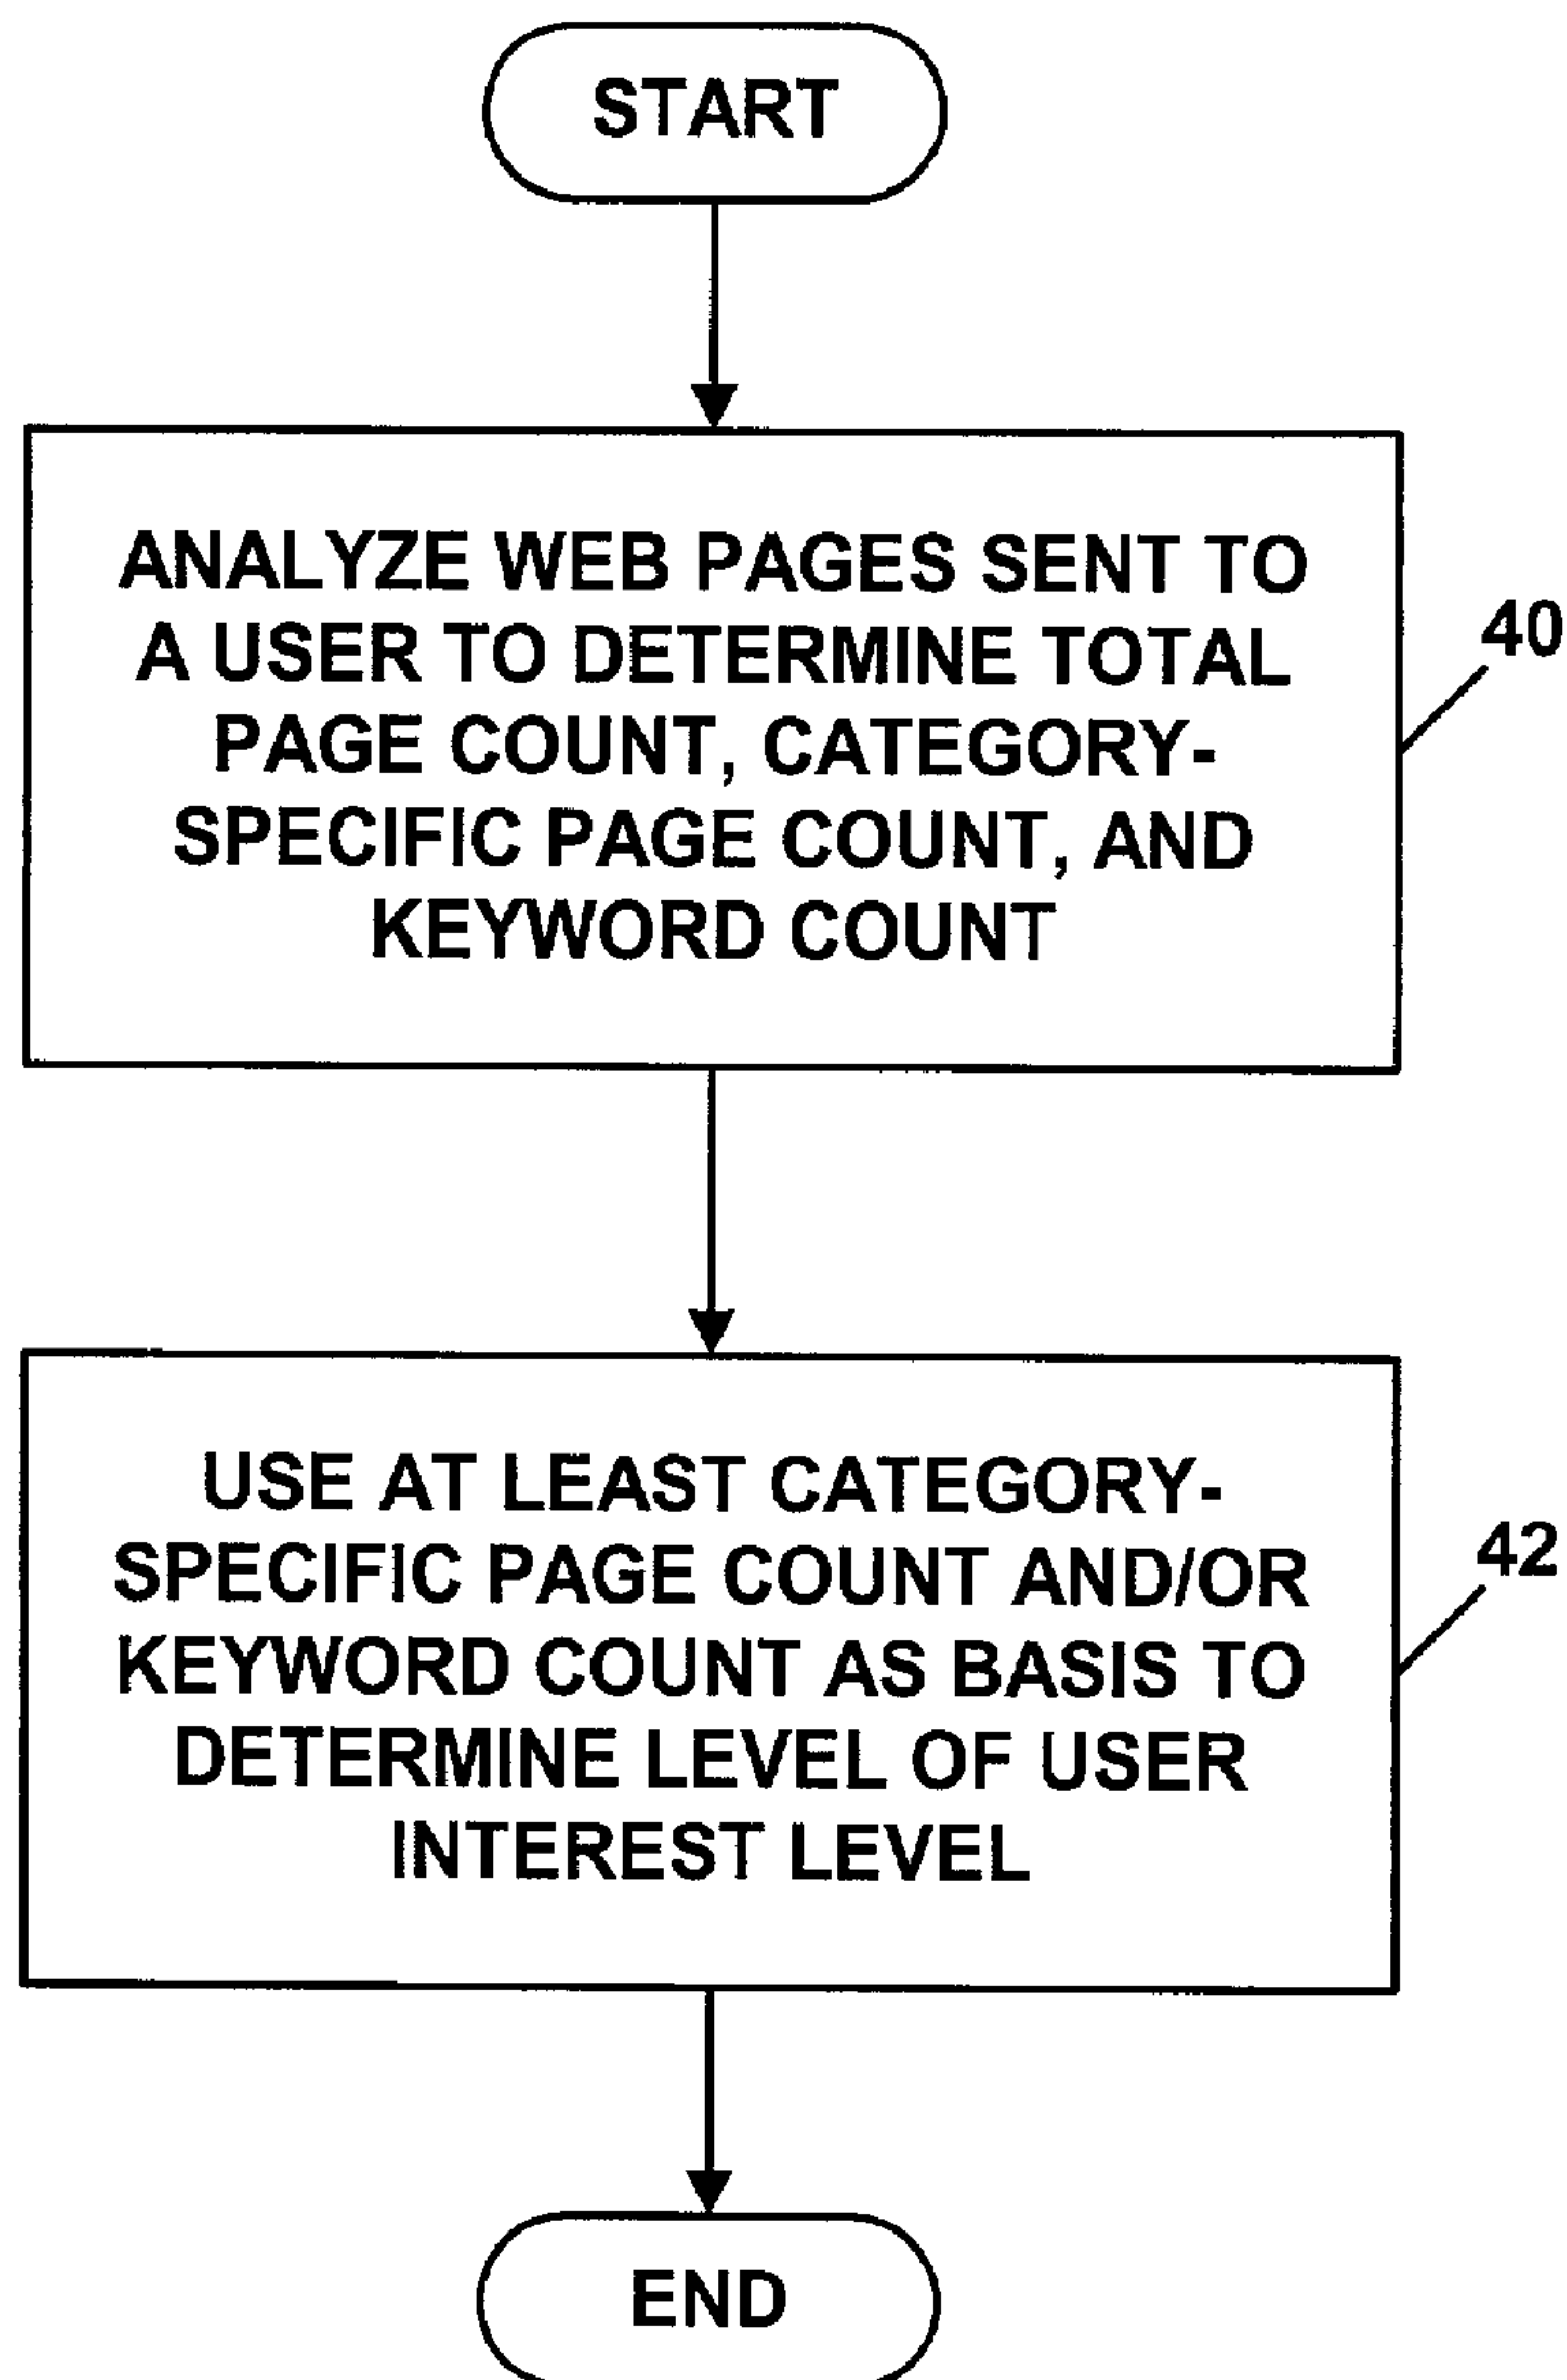 START
ANALYZE WEB PAGES SENT TO
A USER TO DETERMINE TOTAL
PAGE COUNT, CATEGORY-
SPECIFIC PAGE COUNT, AND
KEYWORD COUNT
40
USE AT LEAST CATEGORY-
SPECIFIC PAGE COUNT AND/OR
KEYWORD COUNT AS BASIS TO
DETERMINE LEVEL OF USER
INTEREST LEVEL
42
END